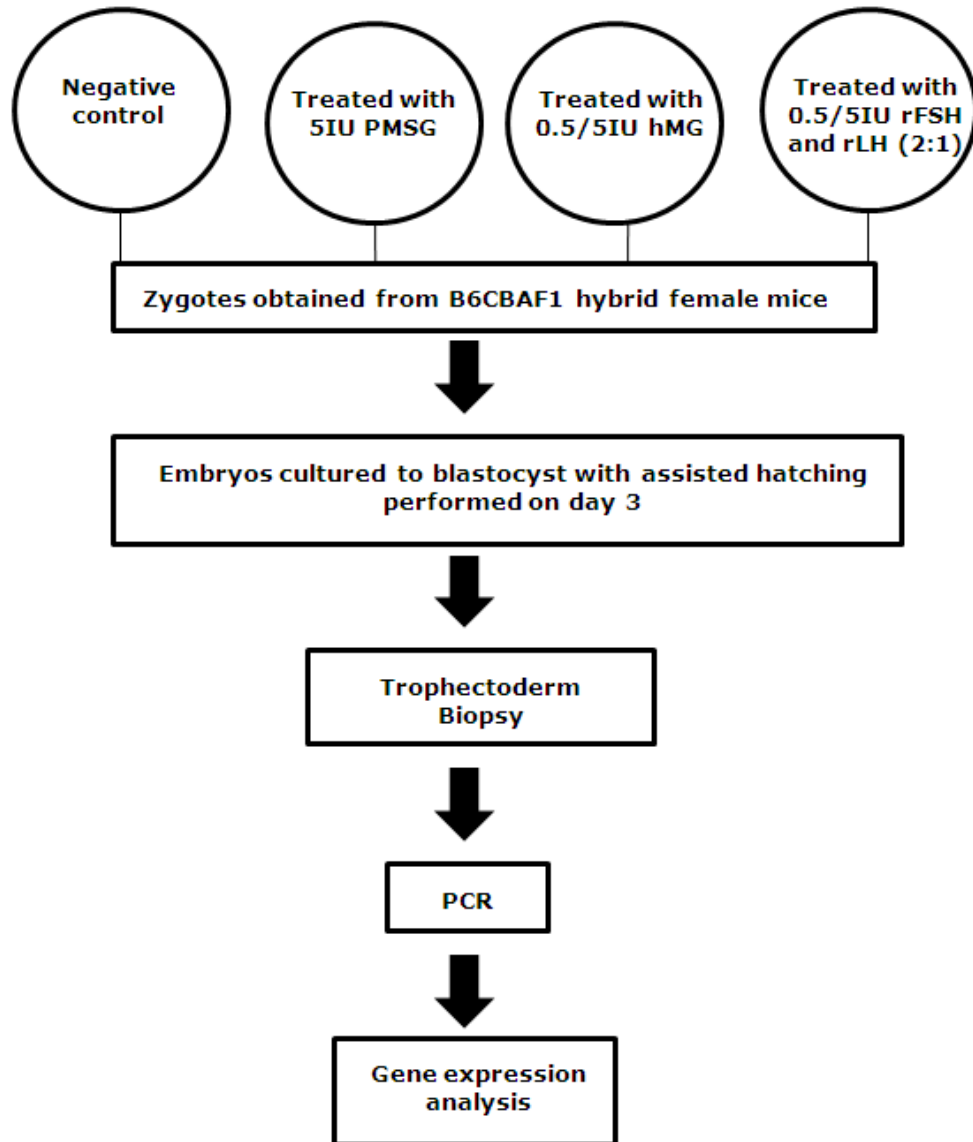 Negative
control
Treated with
5IU PMSG
Treated with
0.5/5IU hMG
Treated with
0.5/5IU rFSH
and rLH (2:1)
Zygotes obtained from B6CBAF1 hybrid female mice
Embryos cultured to blastocyst with assisted hatching
performed on day 3
Trophectoderm
Biopsy
PCR
Gene expression
analysis